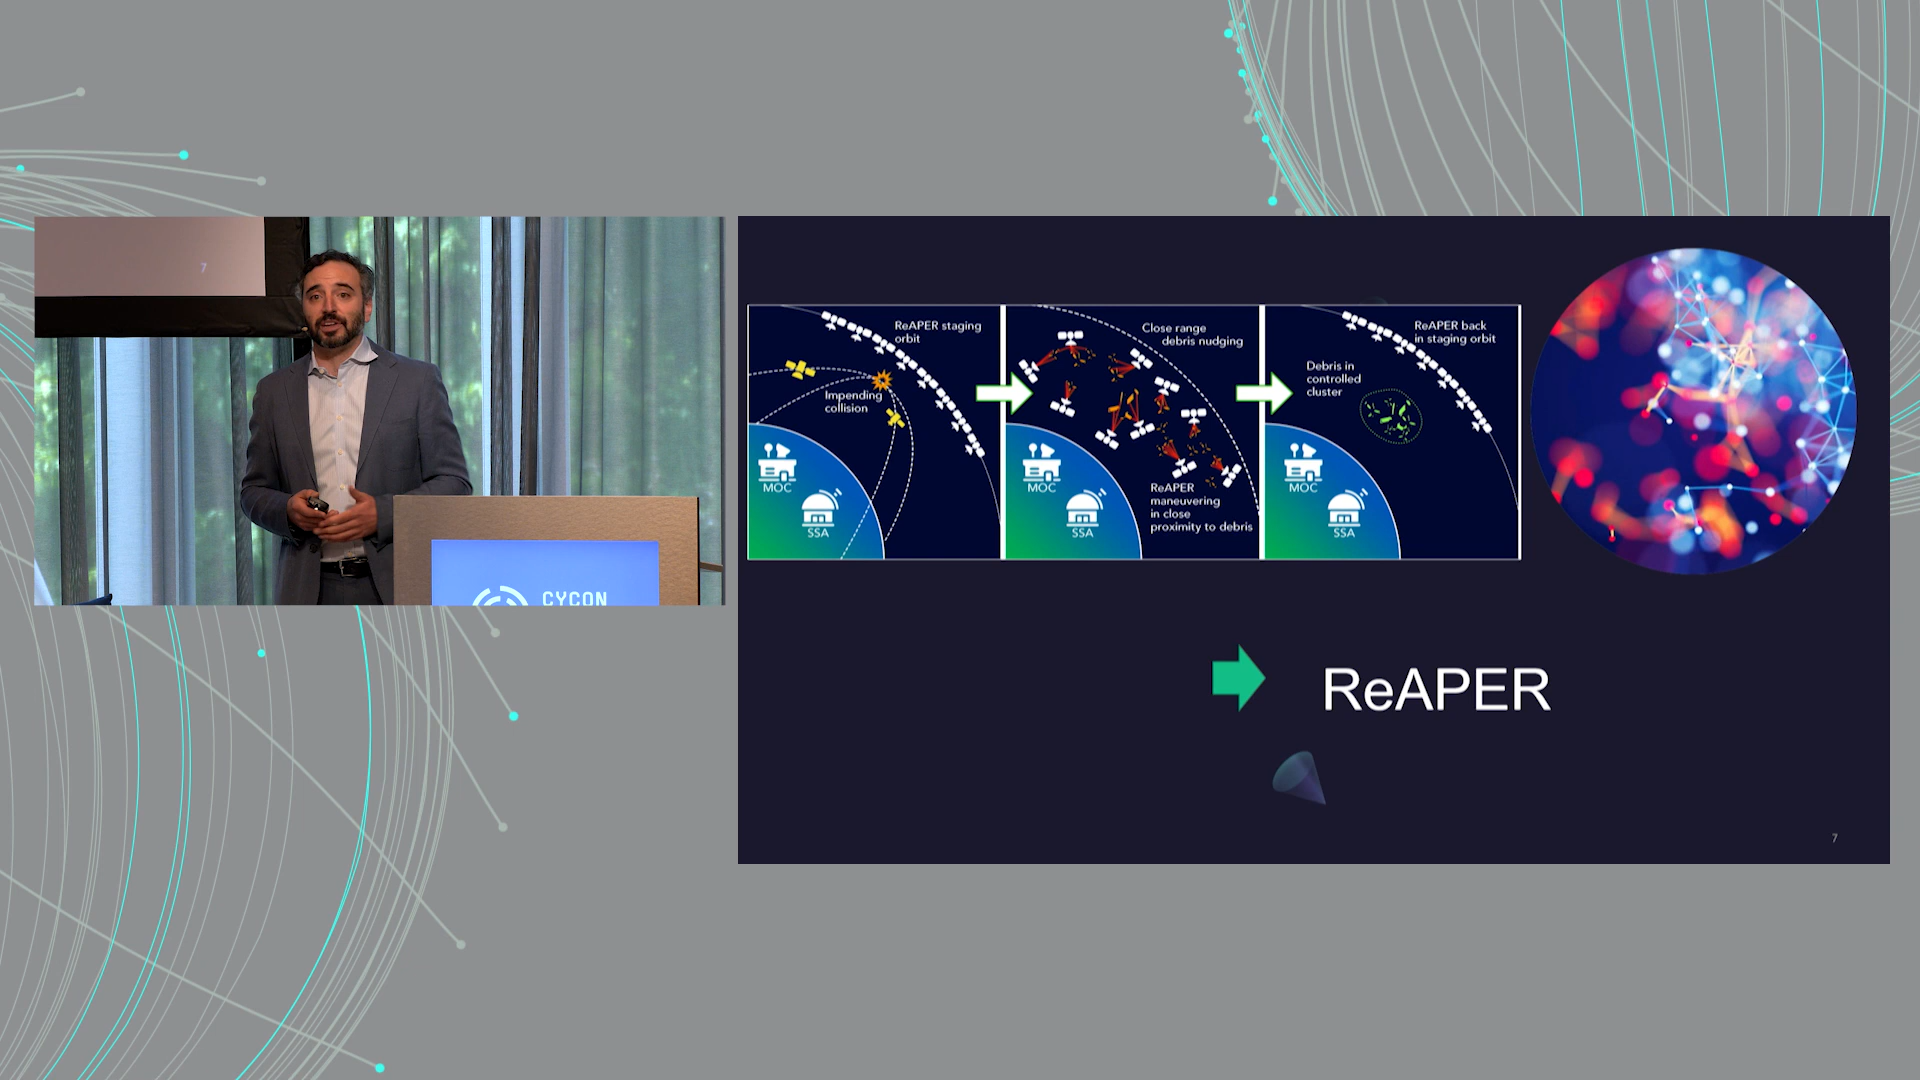 7
CYCON
ReAPER staging
orbit
Impending
collision
MOC
SSA
Close range
debris nudging
ReAPER
maneuvering
in close
proximity to debris
MOC
SSA
ReAPER back
in staging orbit
Debris in
controlled
cluster
MOC
SSA
ReAPER
7